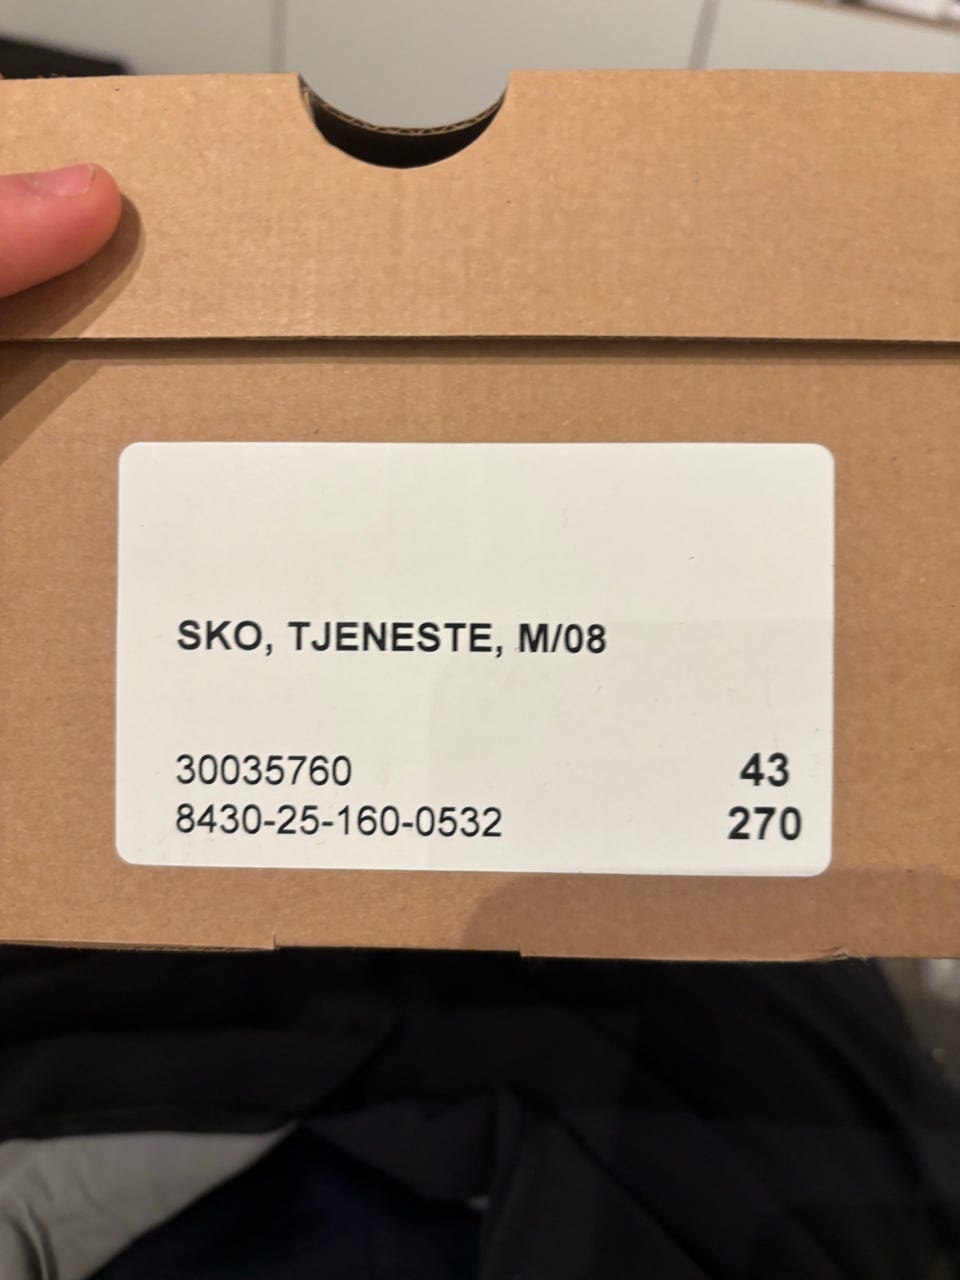 SKO, TJENESTE, M/08
30035760 43
8430-25-160-0532 270